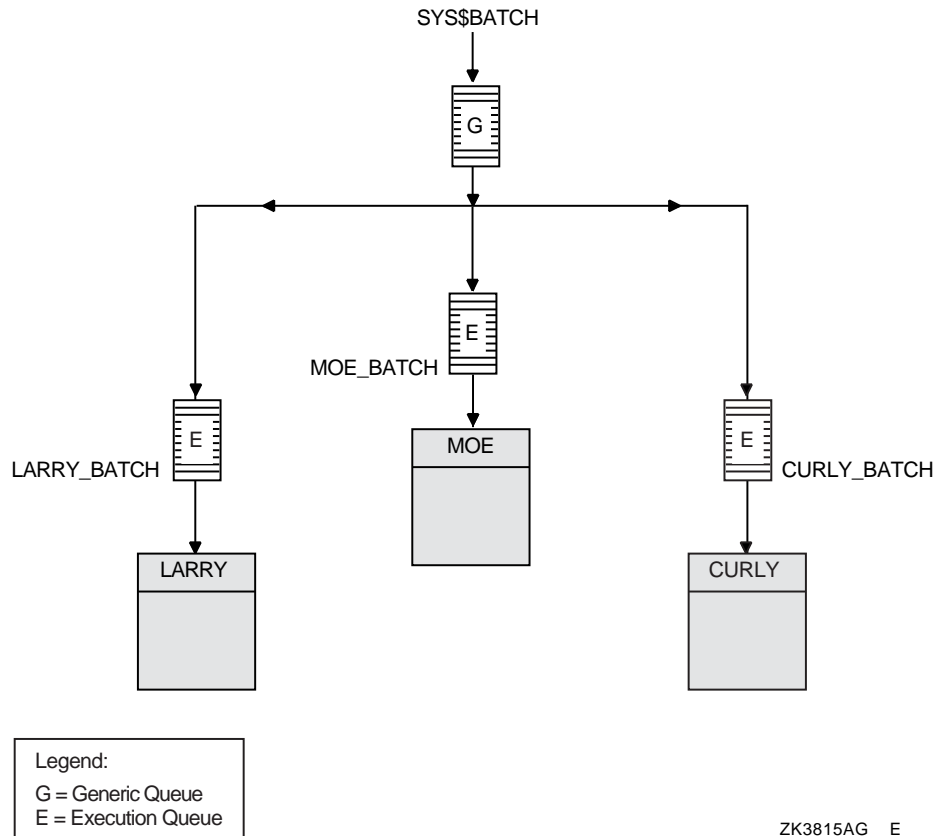 SYS$BATCH
G
E
MOE_BATCH
MOE
E
LARRY_BATCH
E
CURLY_BATCH
LARRY
CURLY
Legend:
G = Generic Queue
E = Execution Queue
ZK3815AG E